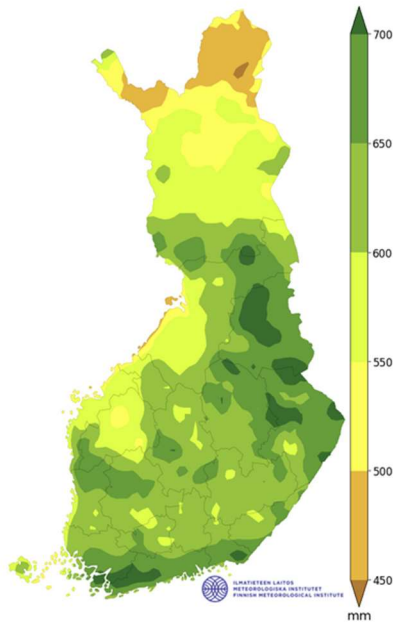 700
650
600
550
500
450
mm
ILMATIETEEN LAITOS
METEOROLOGISKA INSTITUTET
FINNISH METEOROLOGICAL INSTITUTE